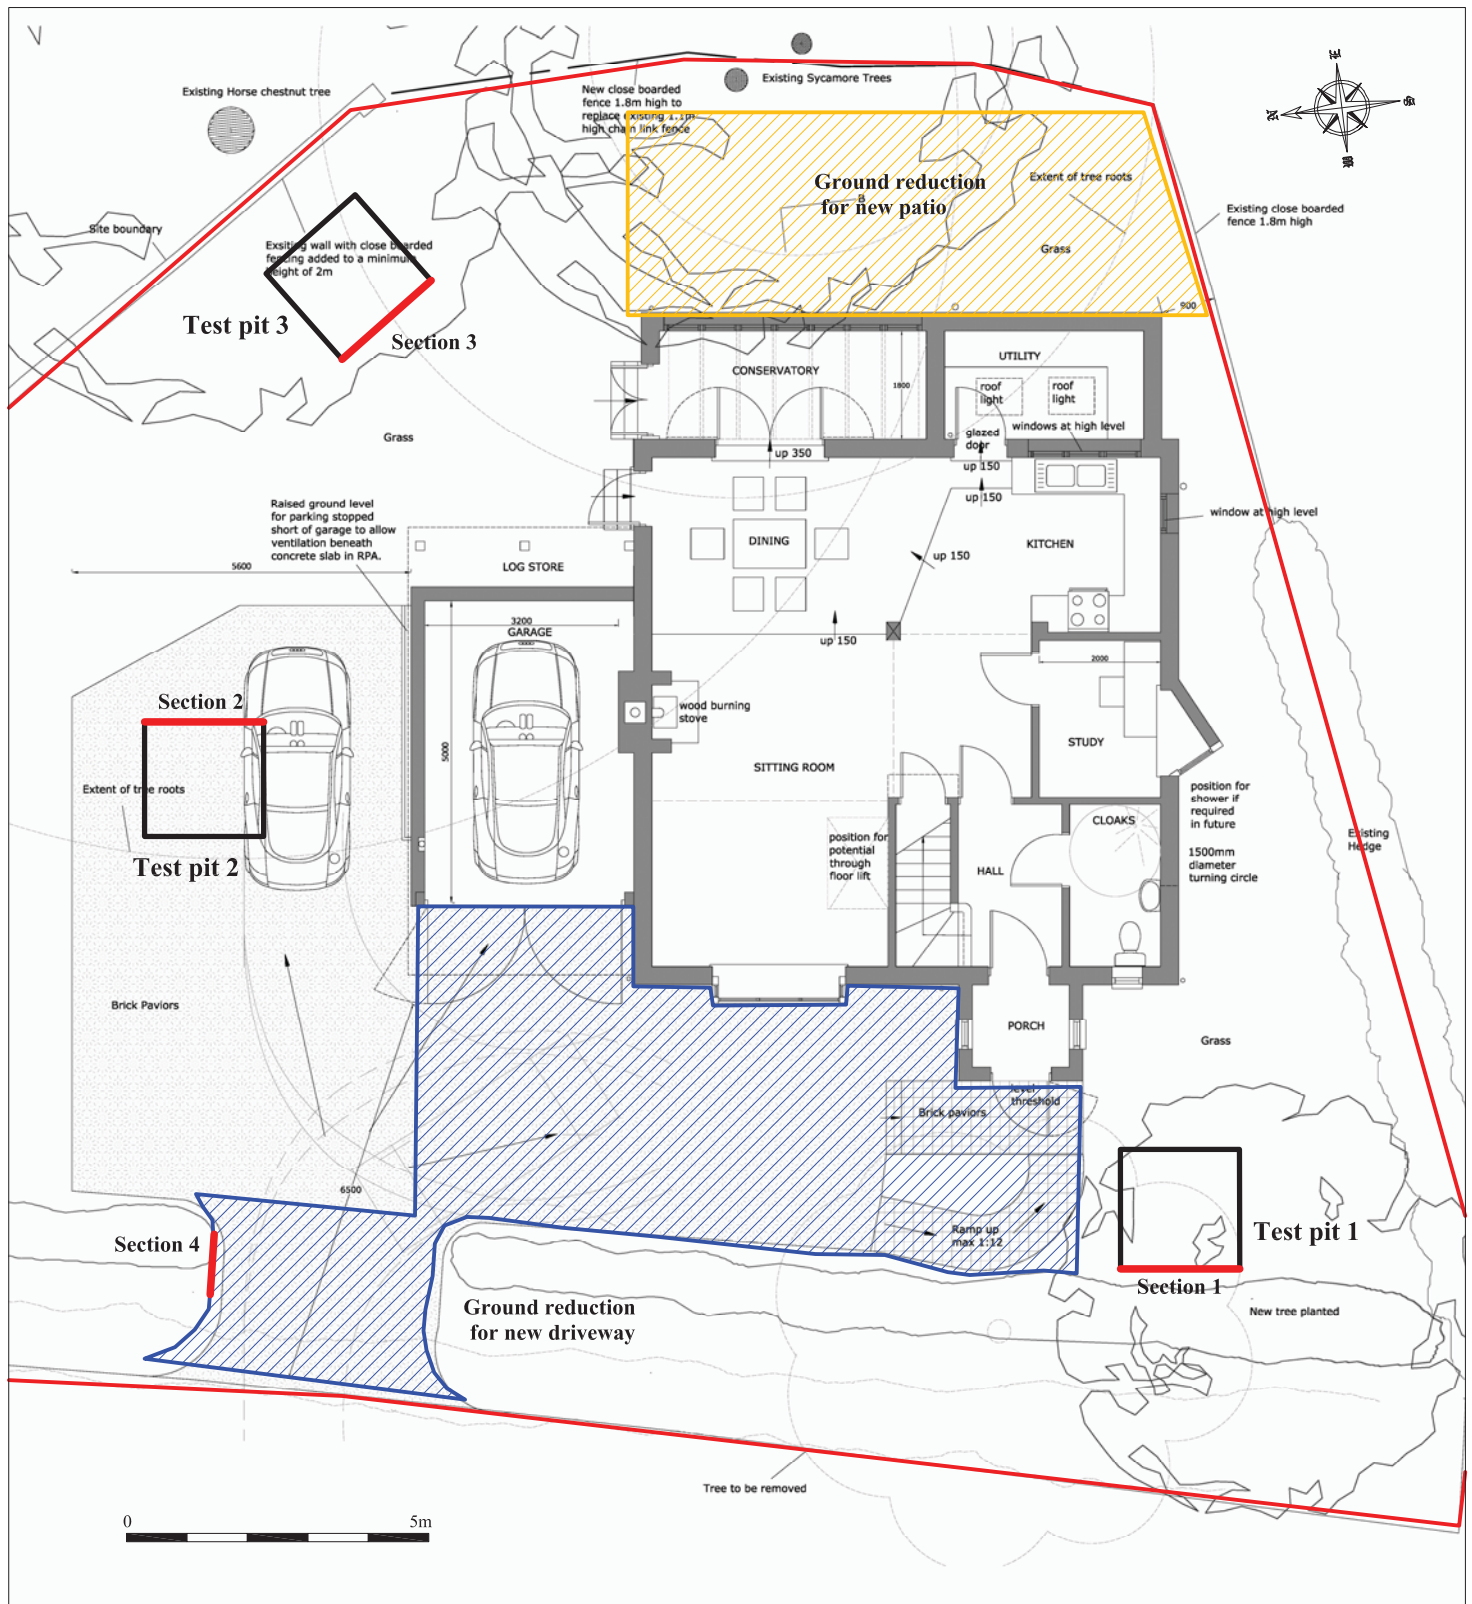 Existing Sycamore Trees
Existing Horse chestnut tree
New close boarded
fence 1.8m high to
replace existing 1.1m
high chain link fence
Ground reduction
for new patio
B
Extent of tree roots
Grass
Existing close boarded
fence 1.8m high
Site boundary
Exsiting wall with close boarded
fencing added to a minimum
height of 2m
Test pit 3
Section 3
900
CONSERVATORY
1800
UTILITY
roof
light
roof
light
windows at high level
glazed
door
Grass
up 350
up 150
up 150
window at high level
Raised ground level
for parking stopped
short of garage to allow
ventilation beneath
concrete slab in RPA.
DINING
KITCHEN
up 150
LOG STORE
5600
3200
GARAGE
up 150
2000
5000
Section 2
wood burning
stove
STUDY
SITTING ROOM
Extent of tree roots
Test pit 2
position for
shower if
required
in future
1500mm
diameter
turning circle
Existing
Hedge
CLOAKS
position for
potential
through
floor lift
HALL
Brick Paviors
PORCH
Grass
level
threshold
Brick paviors
6500
Section 4
Ramp up
max 1:12
Test pit 1
Section 1
Ground reduction
for new driveway
New tree planted
Tree to be removed
0 5m